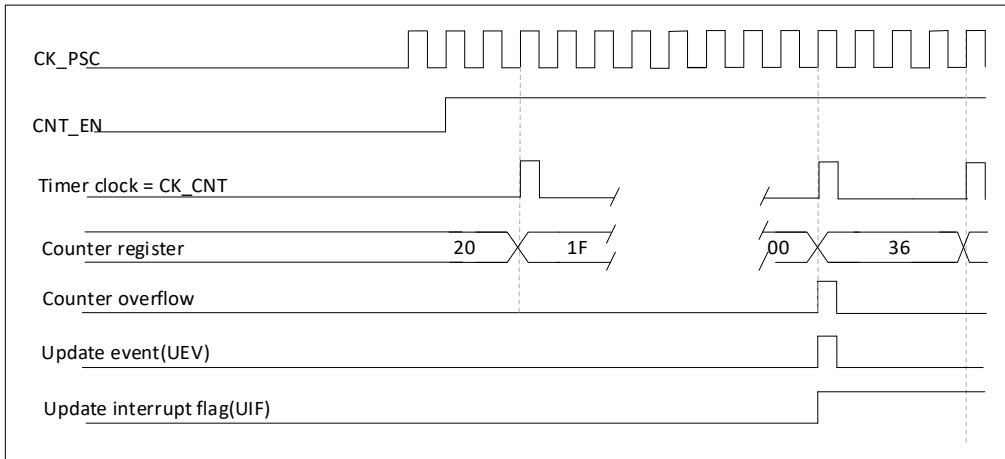 CK_PSC
CNT_EN
Timer clock = CK_CNT
Counter register 20 1F 00 36
Counter overflow
Update event(UEV)
Update interrupt flag(UIF)